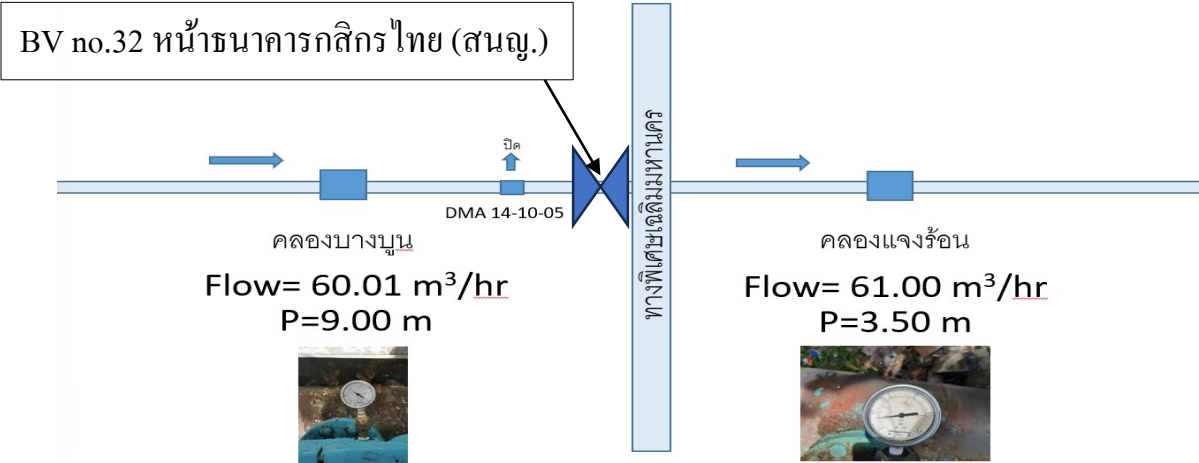 BV no.32 หน้าธนาคารกสิกรไทย (สนญ.)
ปิด
DMA 14-10-05
ทางพิเศษเฉลิมมหานคร
คลองบางบูน
Flow= 60.01 m³/hr
P=9.00 m
คลองแจงร้อน
Flow= 61.00 m³/hr
P=3.50 m